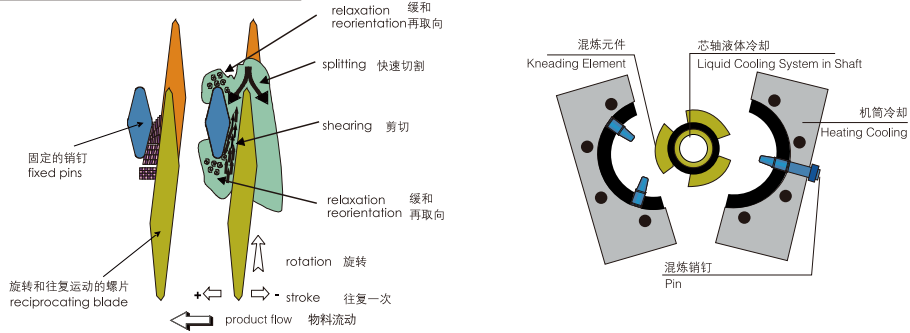 relaxation 缓和
reorientation 再取向
splitting 快速切割
shearing 剪切
固定的销钉
fixed pins
relaxation 缓和
reorientation 再取向
旋转和往复运动的螺片
reciprocating blade
rotation 旋转
+ - stroke 往复一次
product flow 物料流动
混炼元件
Kneading Element
芯轴液体冷却
Liquid Cooling System in Shaft
机筒冷却
Heating Cooling
混炼销钉
Pin